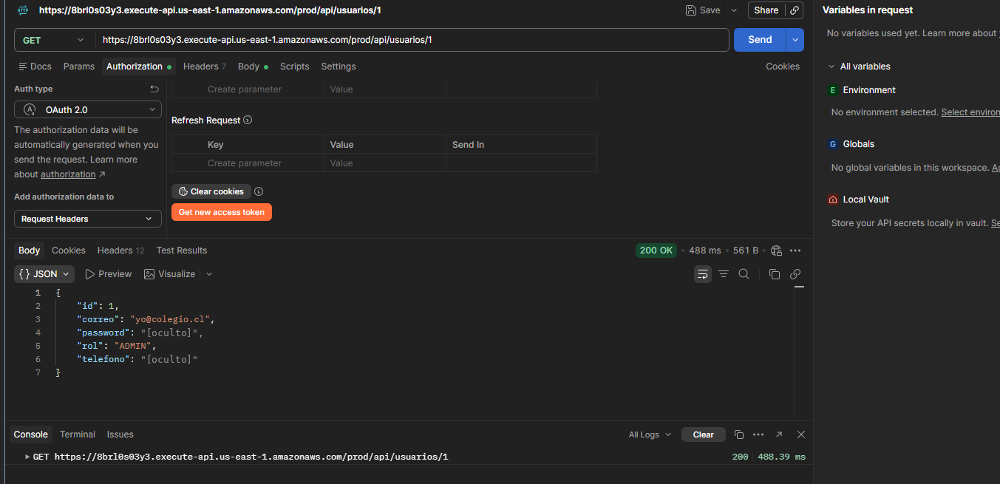 HTTP https://8brl0s03y3.execute-api.us-east-1.amazonaws.com/prod/api/usuarios/1 Save Share
GET https://8brl0s03y3.execute-api.us-east-1.amazonaws.com/prod/api/usuarios/1 Send
Docs Params Authorization Headers 7 Body Scripts Settings Cookies
Auth type
OAuth 2.0
The authorization data will be
automatically generated when you
send the request. Learn more
about authorization ↗
Add authorization data to
Request Headers
Create parameter Value
Refresh Request
Key Value Send In
Create parameter Value
Clear cookies
Get new access token
Body Cookies Headers 12 Test Results 200 OK • 488 ms • 561 B
{} JSON Preview Visualize
1 {
2 "id": 1,
3 "correo": "yo@colegio.cl",
4 "password": "[oculto]",
5 "rol": "ADMIN",
6 "telefono": "[oculto]"
7 }
Console Terminal Issues All Logs Clear
GET https://8brl0s03y3.execute-api.us-east-1.amazonaws.com/prod/api/usuarios/1 200 488.39 ms
Variables in request
No variables used yet. Learn more about
All variables
E Environment
No environment selected. Select environ
G Globals
No global variables in this workspace.
Local Vault
Store your API secrets locally in vault.